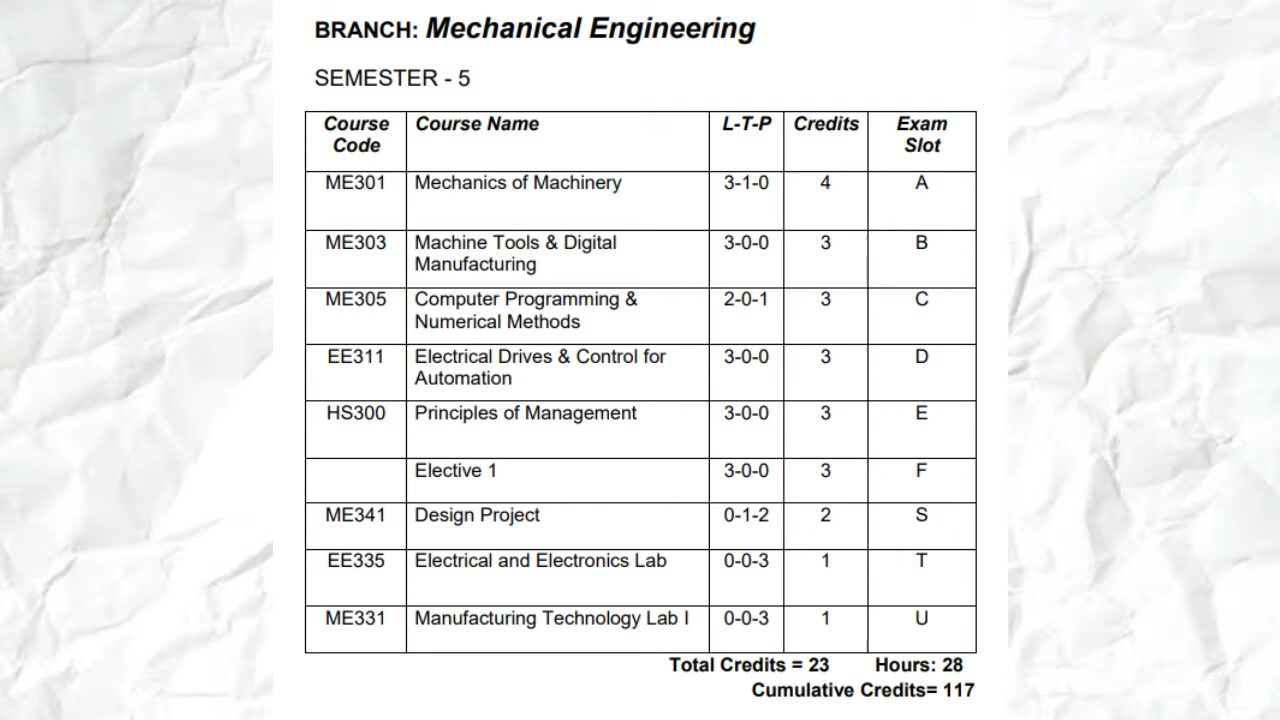 BRANCH: Mechanical Engineering
SEMESTER - 5
Course Code Course Name L-T-P Credits Exam Slot
ME301 Mechanics of Machinery 3-1-0 4 A
ME303 Machine Tools & Digital Manufacturing 3-0-0 3 B
ME305 Computer Programming & Numerical Methods 2-0-1 3 C
EE311 Electrical Drives & Control for Automation 3-0-0 3 D
HS300 Principles of Management 3-0-0 3 E
Elective 1 3-0-0 3 F
ME341 Design Project 0-1-2 2 S
EE335 Electrical and Electronics Lab 0-0-3 1 T
ME331 Manufacturing Technology Lab I 0-0-3 1 U
Total Credits = 23 Hours: 28
Cumulative Credits= 117